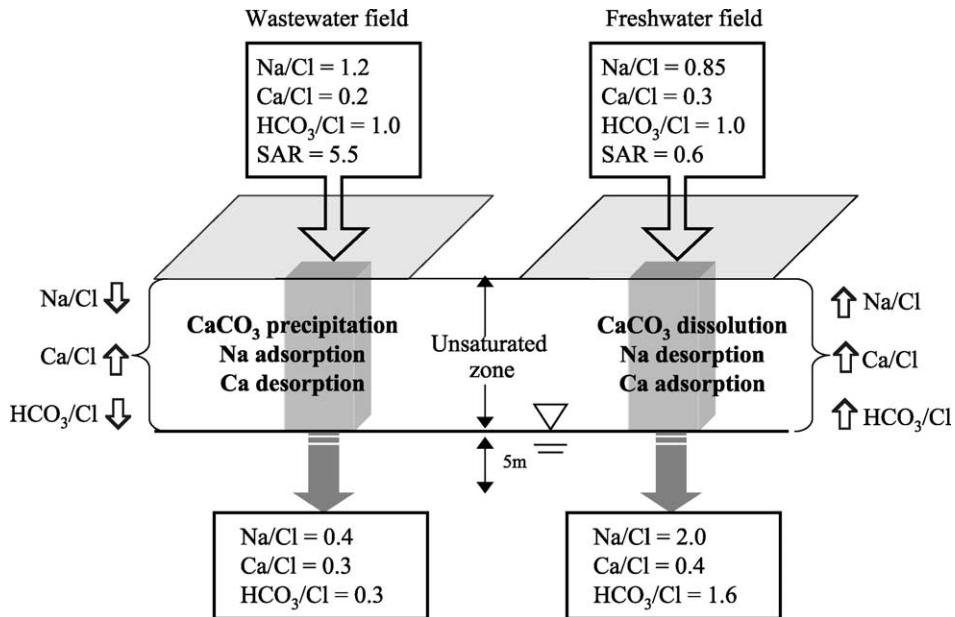 Wastewater field
Freshwater field
Na/Cl = 1.2
Ca/Cl = 0.2
HCO₃/Cl = 1.0
SAR = 5.5
Na/Cl = 0.85
Ca/Cl = 0.3
HCO₃/Cl = 1.0
SAR = 0.6
Na/Cl
Ca/Cl
HCO₃/Cl
CaCO₃ precipitation
Na adsorption
Ca desorption
Unsaturated
zone
5m
CaCO₃ dissolution
Na desorption
Ca adsorption
Na/Cl
Ca/Cl
HCO₃/Cl
Na/Cl = 0.4
Ca/Cl = 0.3
HCO₃/Cl = 0.3
Na/Cl = 2.0
Ca/Cl = 0.4
HCO₃/Cl = 1.6